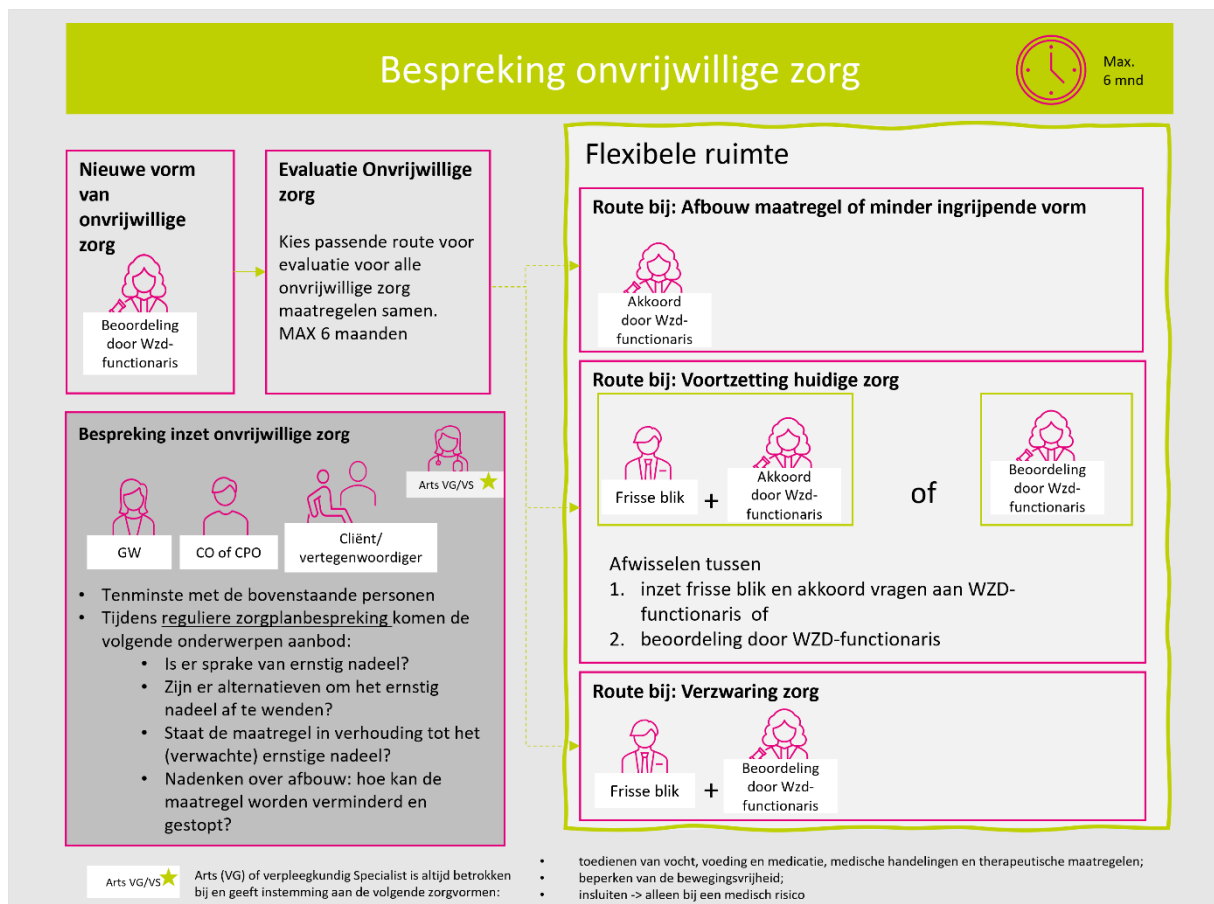 Bespreking onvrijwillige zorg
Max.
6 mnd
Nieuwe vorm
van
onvrijwillige
zorg
Beoordeling
door Wzd-
functionaris
Evaluatie Onvrijwillige
zorg
Kies passende route voor
evaluatie voor alle
onvrijwillige zorg
maatregelen samen.
MAX 6 maanden
Bespreking inzet onvrijwillige zorg
Arts VG/VS
GW
CO of CPO
Cliënt/
vertegenwoordiger
• Tenminste met de bovenstaande personen
• Tijdens reguliere zorgplanbespreking komen de
volgende onderwerpen aanbod:
• Is er sprake van ernstig nadeel?
• Zijn er alternatieven om het ernstig
nadeel af te wenden?
• Staat de maatregel in verhouding tot het
(verwachte) ernstige nadeel?
• Nadenken over afbouw: hoe kan de
maatregel worden verminderd en
gestopt?
Flexibele ruimte
Route bij: Afbouw maatregel of minder ingrijpende vorm
Akkoord
door Wzd-
functionaris
Route bij: Voortzetting huidige zorg
Frisse blik
+
Akkoord
door Wzd-
functionaris
of
Beoordeling
door Wzd-
functionaris
Afwisselen tussen
1. inzet frisse blik en akkoord vragen aan WZD-
functionaris of
2. beoordeling door WZD-functionaris
Route bij: Verzwaring zorg
Frisse blik
+
Beoordeling
door Wzd-
functionaris
Arts VG/VS
Arts (VG) of verpleegkundig Specialist is altijd betrokken
bij en geeft instemming aan de volgende zorgvormen:
• toedienen van vocht, voeding en medicatie, medische handelingen en therapeutische maatregelen;
• beperken van de bewegingsvrijheid;
• insluiten -> alleen bij een medisch risico